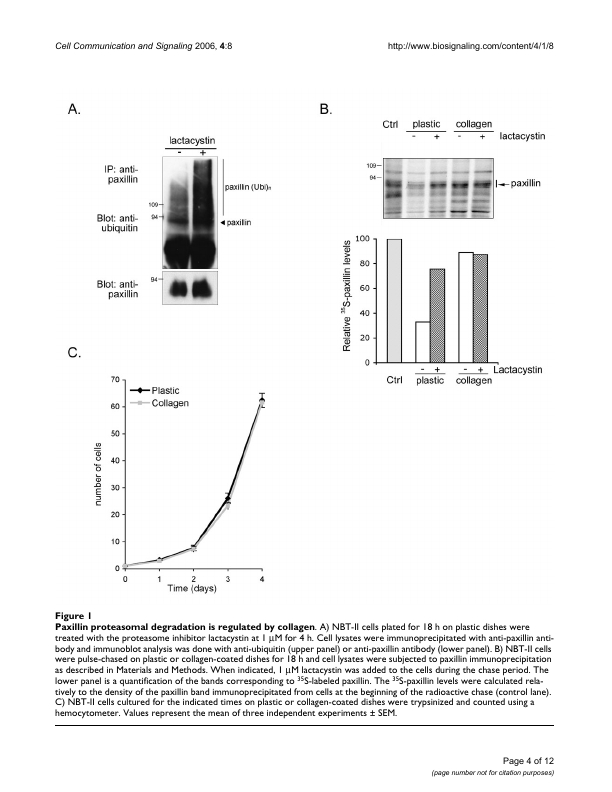 Cell Communication and Signaling 2006, 4:8
http://www.biosignaling.com/content/4/1/8
A.
lactacystin
- +
IP: anti-
paxillin
paxillin (Ubi)n
109
Blot: anti-
ubiquitin
94
paxillin
Blot: anti-
paxillin
94
B.
Ctrl plastic collagen
- + - + lactacystin
109
94
paxillin
Relative 35S-paxillin levels
100
80
60
40
20
0
- + - + Lactacystin
Ctrl plastic collagen
C.
number of cells
70
60
50
40
30
20
10
0
Plastic
Collagen
0 1 2 3 4
Time (days)
Figure 1
Paxillin proteasomal degradation is regulated by collagen. A) NBT-II cells plated for 18 h on plastic dishes were
treated with the proteasome inhibitor lactacystin at 1 μM for 4 h. Cell lysates were immunoprecipitated with anti-paxillin anti-
body and immunoblot analysis was done with anti-ubiquitin (upper panel) or anti-paxillin antibody (lower panel). B) NBT-II cells
were pulse-chased on plastic or collagen-coated dishes for 18 h and cell lysates were subjected to paxillin immunoprecipitation
as described in Materials and Methods. When indicated, 1 μM lactacystin was added to the cells during the chase period. The
lower panel is a quantification of the bands corresponding to 35S-labeled paxillin. The 35S-paxillin levels were calculated rela-
tively to the density of the paxillin band immunoprecipitated from cells at the beginning of the radioactive chase (control lane).
C) NBT-II cells cultured for the indicated times on plastic or collagen-coated dishes were trypsinized and counted using a
hemocytometer. Values represent the mean of three independent experiments ± SEM.
Page 4 of 12
(page number not for citation purposes)